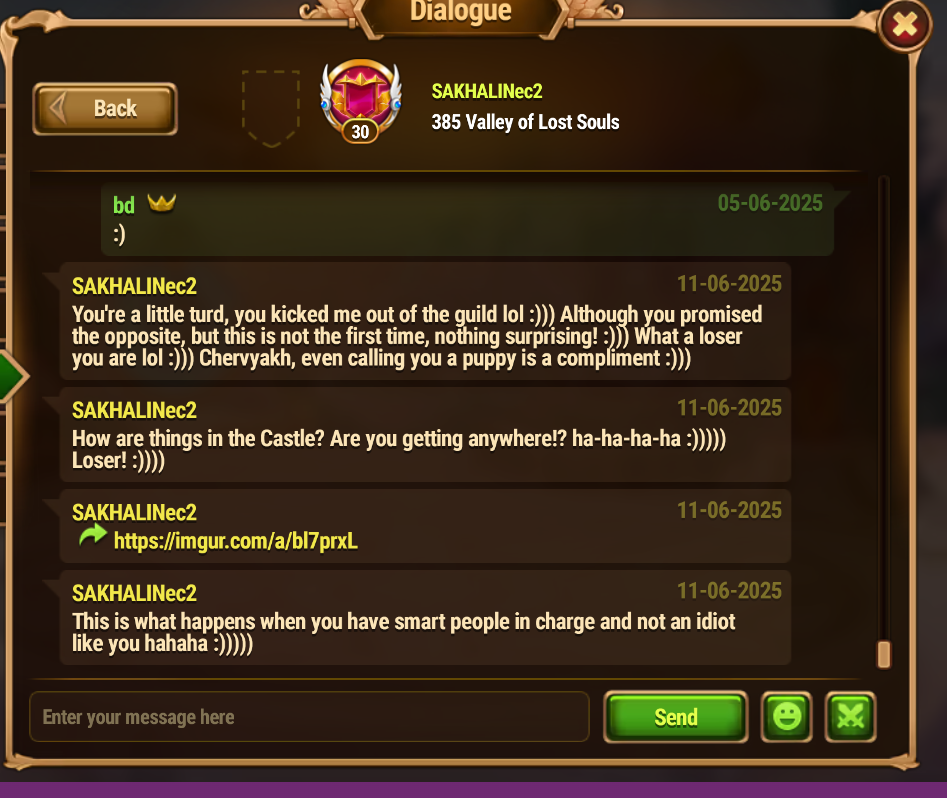 Dialogue
Back
30
SAKHALINec2
385 Valley of Lost Souls
bd
05-06-2025
:)
SAKHALINec2
11-06-2025
You're a little turd, you kicked me out of the guild lol :))) Although you promised
the opposite, but this is not the first time, nothing surprising! :))) What a loser
you are lol :))) Chervyakh, even calling you a puppy is a compliment :)))
SAKHALINec2
11-06-2025
How are things in the Castle? Are you getting anywhere!? ha-ha-ha-ha :)))))
Loser! :))))
SAKHALINec2
11-06-2025
https://imgur.com/a/bl7prxL
SAKHALINec2
11-06-2025
This is what happens when you have smart people in charge and not an idiot
like you hahaha :)))))
Enter your message here
Send